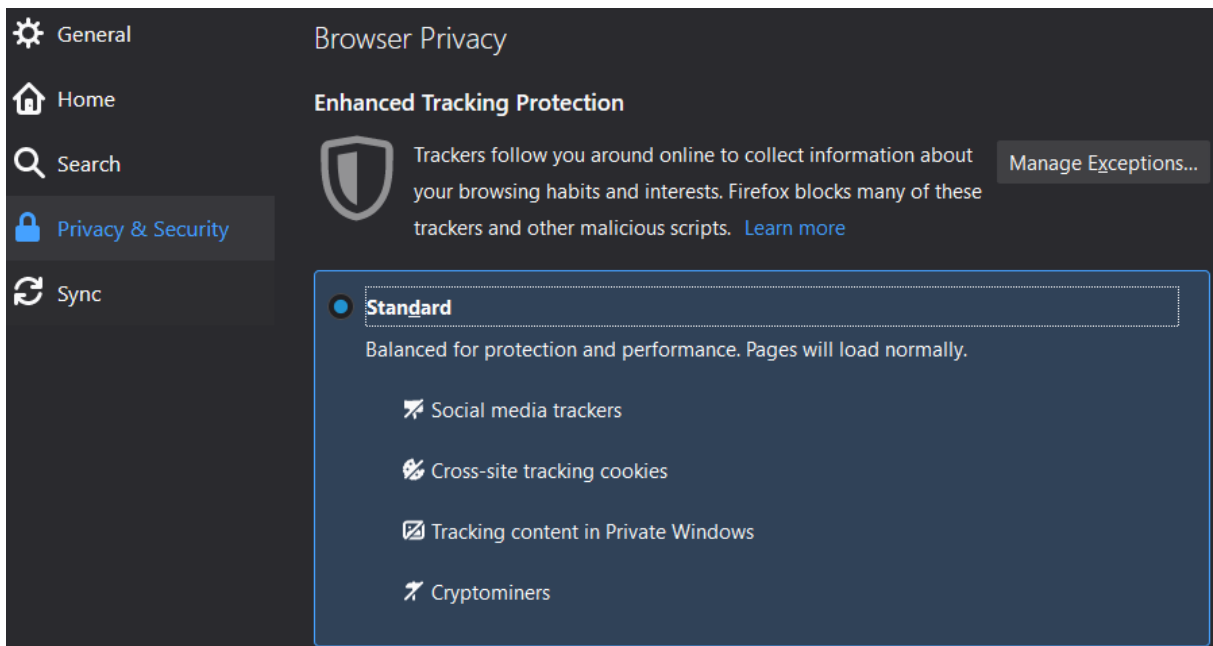 General
Home
Search
Privacy & Security
Sync
Browser Privacy
Enhanced Tracking Protection
Trackers follow you around online to collect information about
your browsing habits and interests. Firefox blocks many of these
trackers and other malicious scripts. Learn more
Manage Exceptions...
Standard
Balanced for protection and performance. Pages will load normally.
Social media trackers
Cross-site tracking cookies
Tracking content in Private Windows
Cryptominers